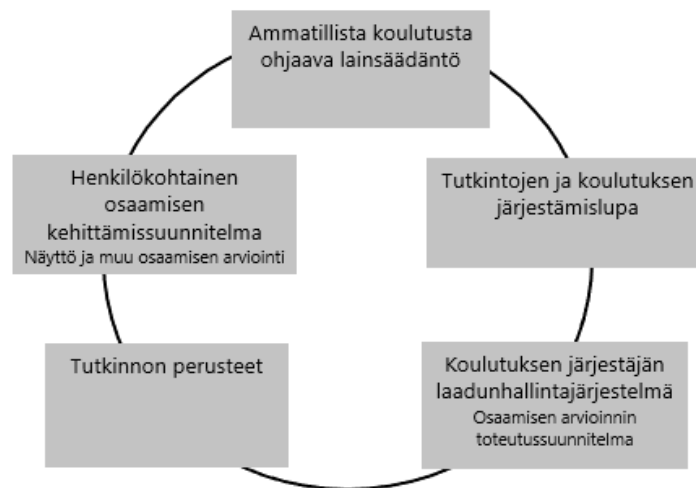 Ammatillista koulutusta
ohjaava lainsäädäntö
Tutkintojen ja koulutuksen
järjestämislupa
Koulutuksen järjestäjän
laadunhallintajärjestelmä
Osaamisen arvioinnin
toteutussuunnitelma
Tutkinnon perusteet
Henkilökohtainen
osaamisen
kehittämissuunnitelma
Näyttö ja muu osaamisen arviointi